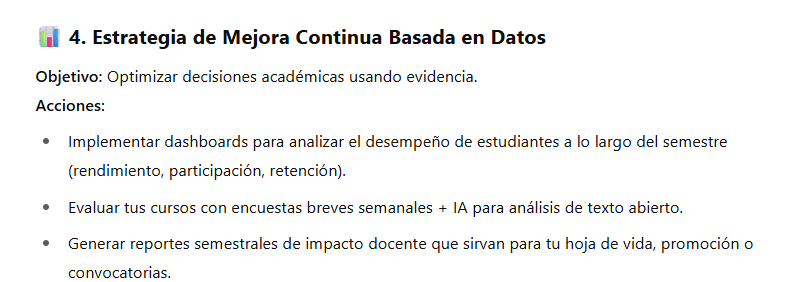 4. Estrategia de Mejora Continua Basada en Datos
Objetivo: Optimizar decisiones académicas usando evidencia.
Acciones:
• Implementar dashboards para analizar el desempeño de estudiantes a lo largo del semestre
(rendimiento, participación, retención).
• Evaluar tus cursos con encuestas breves semanales + IA para análisis de texto abierto.
• Generar reportes semestrales de impacto docente que sirvan para tu hoja de vida, promoción o
convocatorias.